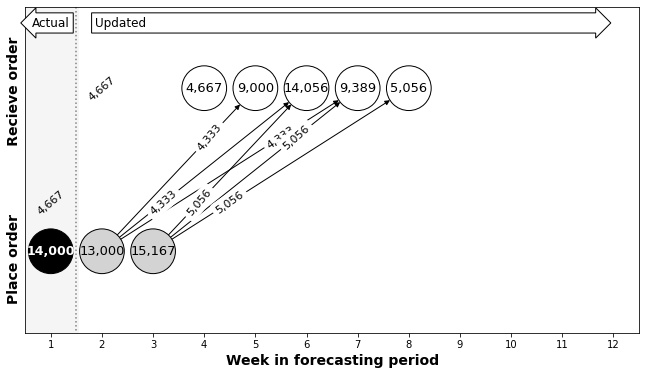 Actual
Updated
Recieve order
4,667
4,667
9,000
14,056
9,389
5,056
4,333
4,333
5,056
4,667
4,333
5,056
5,056
Place order
14,000
13,000
15,167
1 2 3 4 5 6 7 8 9 10 11 12
Week in forecasting period